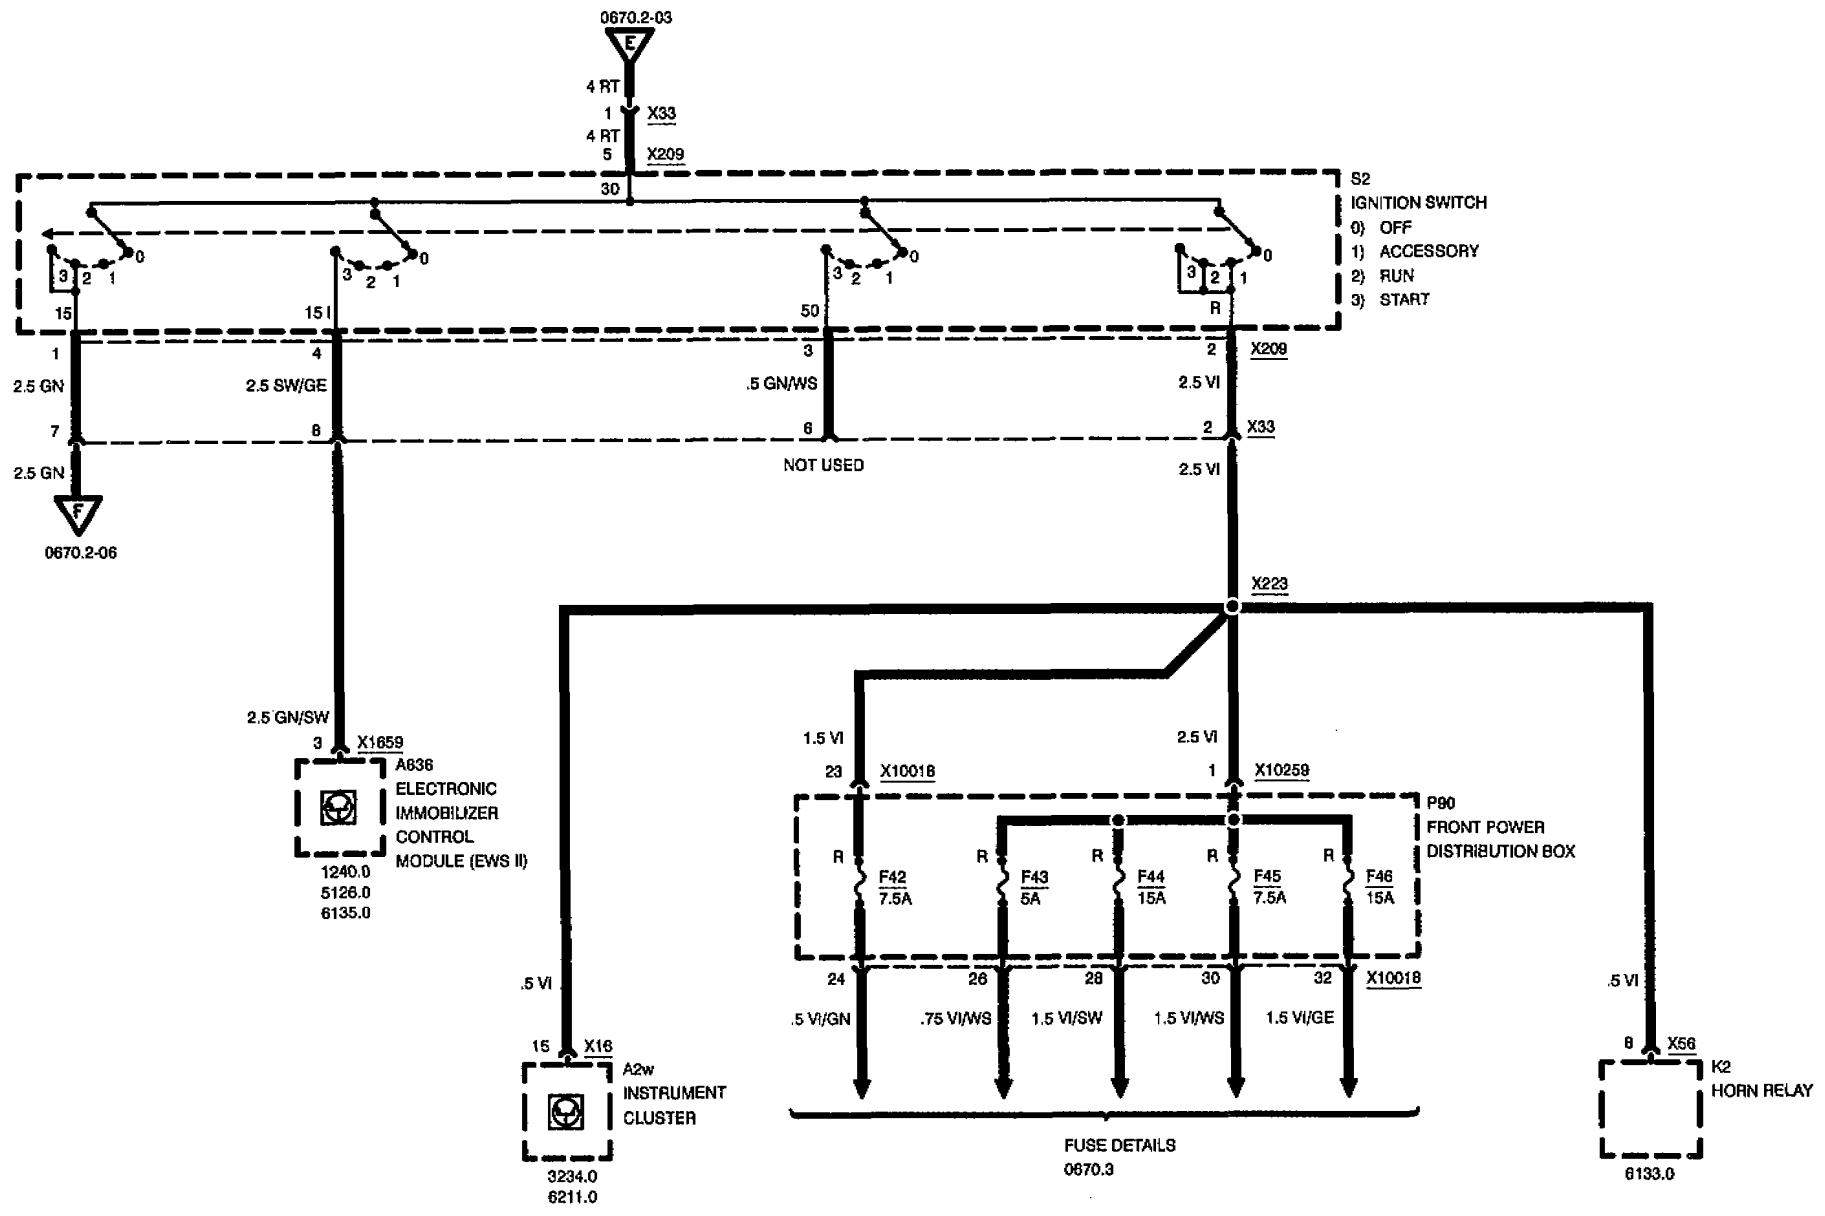 0670.2-03
E
4 RT
1 X33
4 RT
5 X209
30
S2
IGNITION SWITCH
0) OFF
1) ACCESSORY
2) RUN
3) START
3 2 1 0
3 2 1 0
3 2 1 0
3 2 1 0
15 15I 50 R
1 4 3 2 X209
2.5 GN 2.5 SW/GE .5 GN/WS 2.5 VI
7 8 6 2 X33
NOT USED
2.5 GN 2.5 VI
F
0670.2-06
X223
2.5 GN/SW
3 X1659
A836
ELECTRONIC
IMMOBILIZER
CONTROL
MODULE (EWS II)
1240.0
5126.0
6135.0
1.5 VI 2.5 VI
23 X10018 1 X10259
P90
FRONT POWER
DISTRIBUTION BOX
R R R R R
F42 F43 F44 F45 F46
7.5A 5A 15A 7.5A 15A
24 26 28 30 32 X10018
.5 VI/GN .75 VI/WS 1.5 VI/SW 1.5 VI/WS 1.5 VI/GE
FUSE DETAILS
0670.3
.5 VI
15 X16
A2w
INSTRUMENT
CLUSTER
3234.0
6211.0
.5 VI
8 X56
K2
HORN RELAY
6133.0